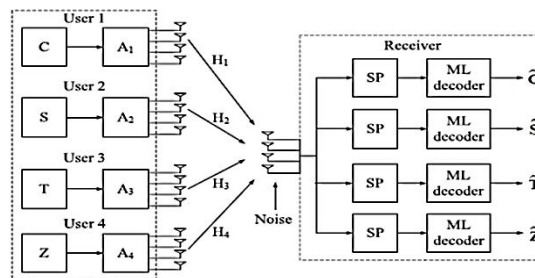 User 1
C
A₁
H₁
User 2
S
A₂
H₂
User 3
T
A₃
H₃
User 4
Z
A₄
H₄
Noise
Receiver
SP
ML
decoder
Ĉ
SP
ML
decoder
Ŝ
SP
ML
decoder
T̂
SP
ML
decoder
Ẑ